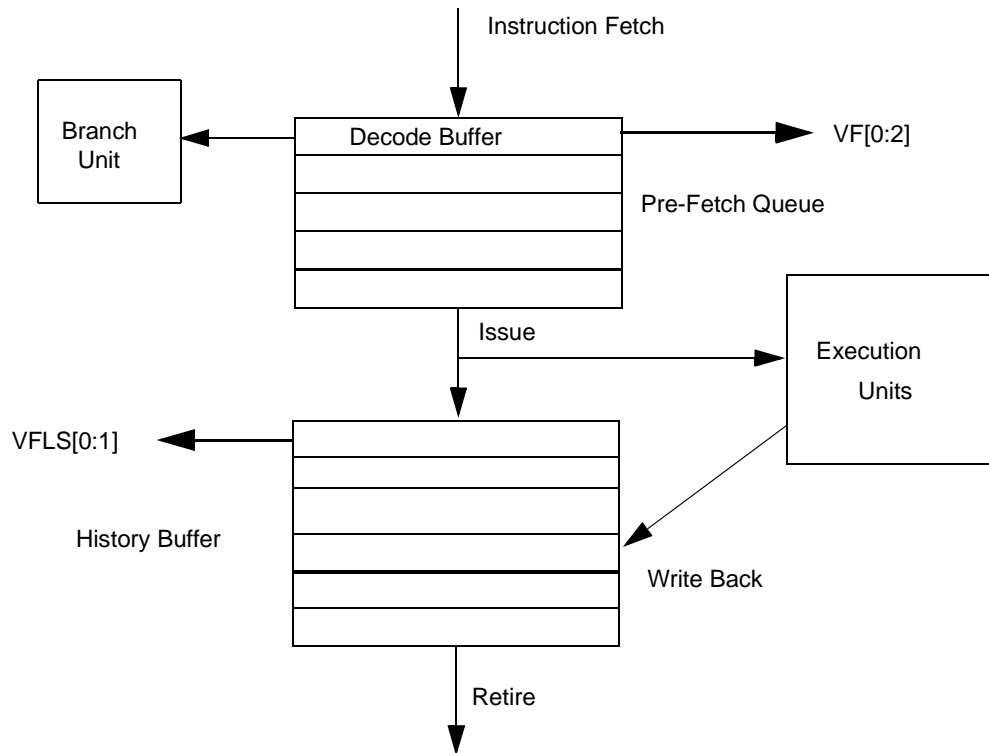 Instruction Fetch
Branch
Unit
Decode Buffer
VF[0:2]
Pre-Fetch Queue
Issue
Execution
Units
VFLS[0:1]
History Buffer
Write Back
Retire